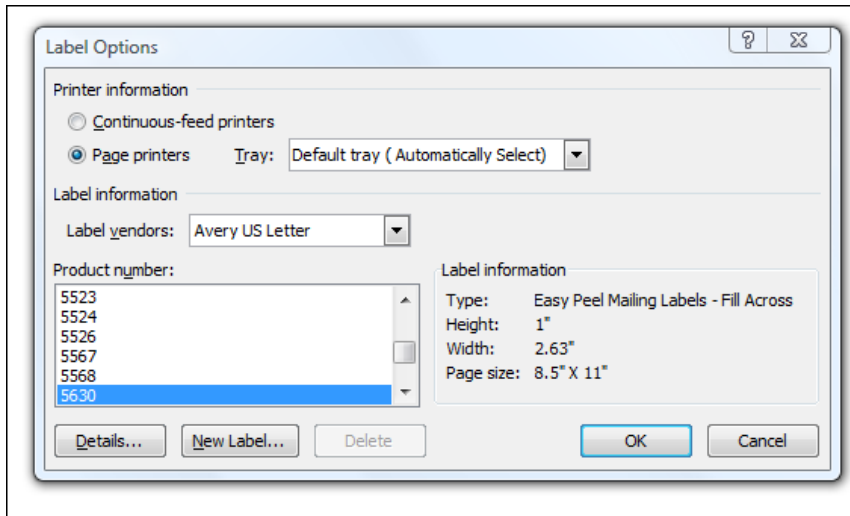 Label Options
Printer information
Continuous-feed printers
Page printers Tray: Default tray ( Automatically Select)
Label information
Label vendors: Avery US Letter
Product number:
5523
5524
5526
5567
5568
5630
Label information
Type: Easy Peel Mailing Labels - Fill Across
Height: 1"
Width: 2.63"
Page size: 8.5" X 11"
Details... New Label... Delete OK Cancel